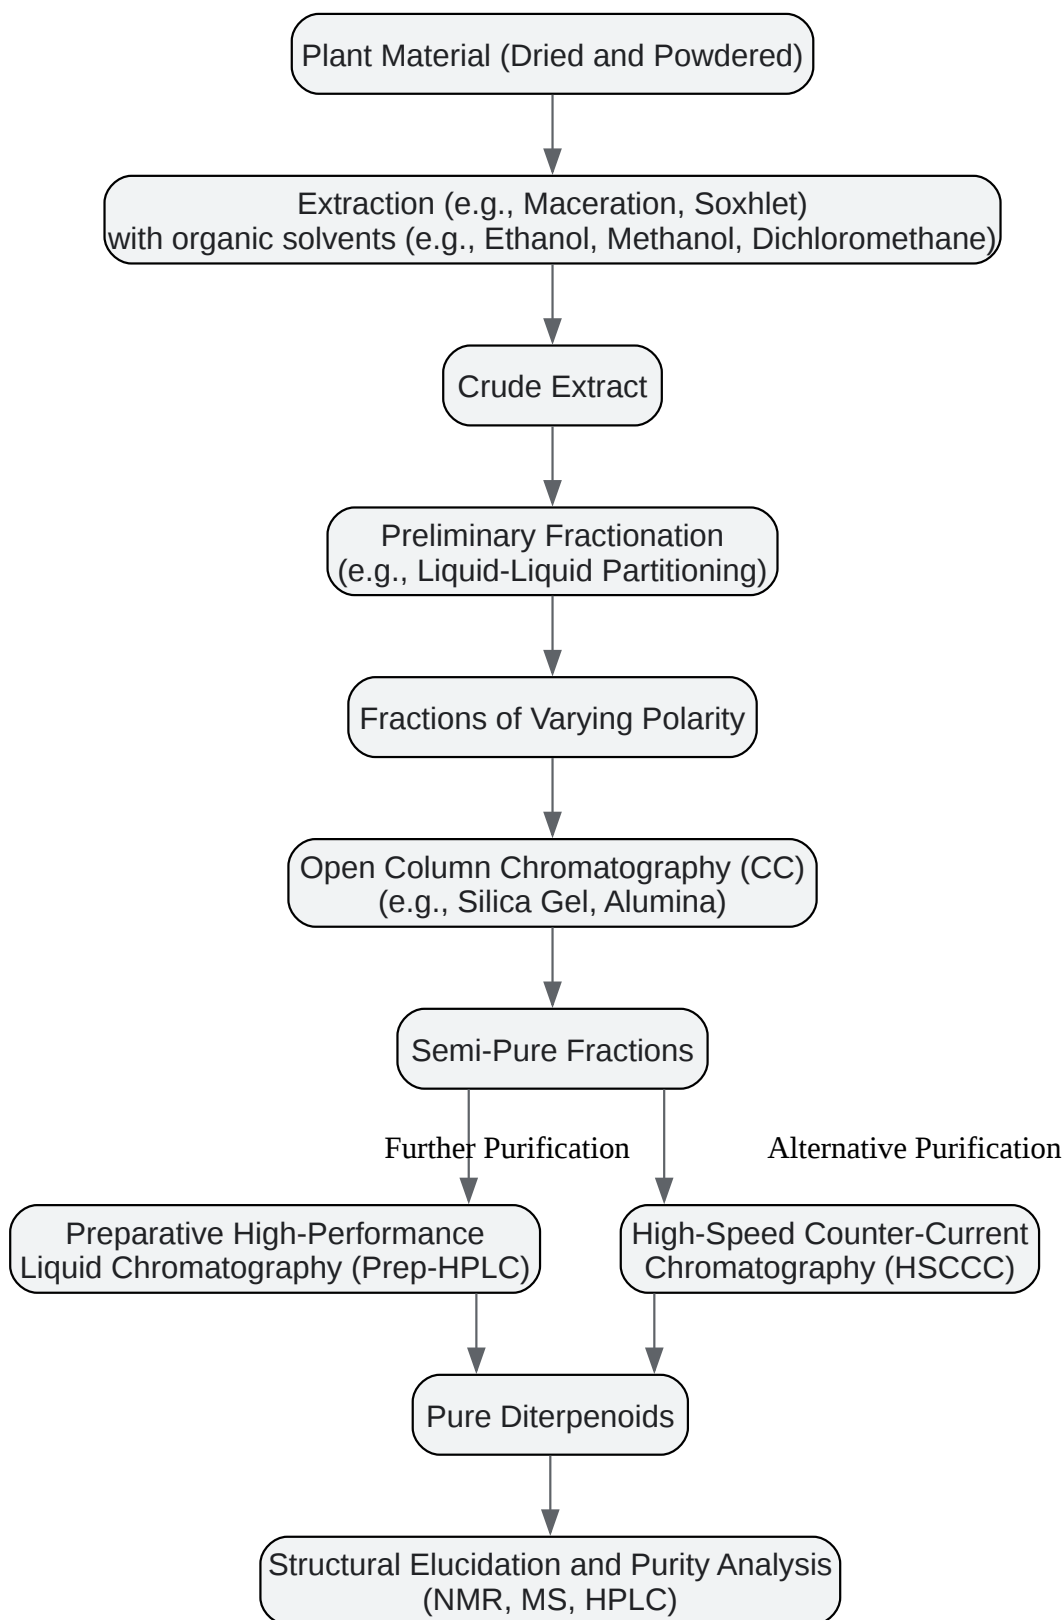 Plant Material (Dried and Powdered)
Extraction (e.g., Maceration, Soxhlet)
with organic solvents (e.g., Ethanol, Methanol, Dichloromethane)
Crude Extract
Preliminary Fractionation
(e.g., Liquid-Liquid Partitioning)
Fractions of Varying Polarity
Open Column Chromatography (CC)
(e.g., Silica Gel, Alumina)
Semi-Pure Fractions
Further Purification
Alternative Purification
Preparative High-Performance
Liquid Chromatography (Prep-HPLC)
High-Speed Counter-Current
Chromatography (HSCCC)
Pure Diterpenoids
Structural Elucidation and Purity Analysis
(NMR, MS, HPLC)